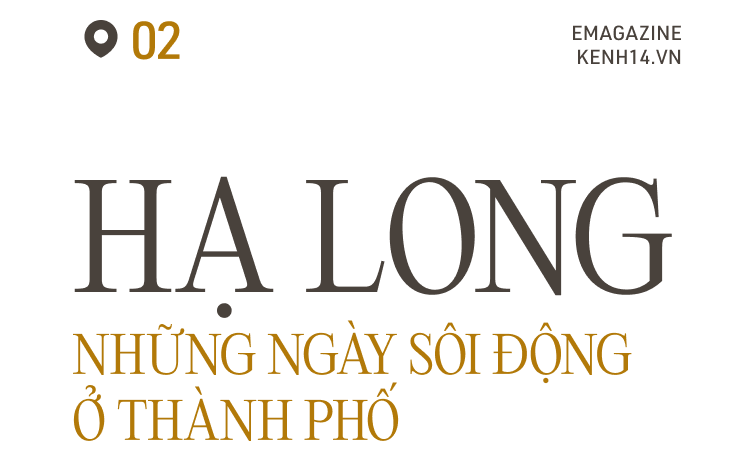 02
EMAGAZINE
KENH14.VN
HẠ LONG
NHỮNG NGÀY SÔI ĐỘNG
Ở THÀNH PHỐ